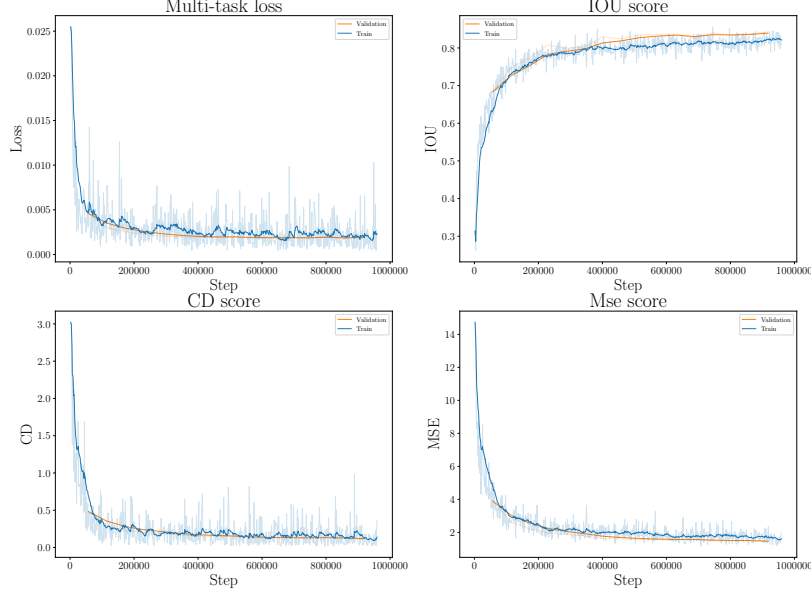 Multi-task loss
Validation
Train
0.025
0.020
0.015
0.010
0.005
0.000
Loss
0
200000
400000
600000
800000
1000000
Step
IOU score
Validation
Train
0.8
0.7
0.6
0.5
0.4
0.3
IOU
0
200000
400000
600000
800000
1000000
Step
CD score
Validation
Train
3.0
2.5
2.0
1.5
1.0
0.5
0.0
CD
0
200000
400000
600000
800000
1000000
Step
Mse score
Validation
Train
14
12
10
8
6
4
2
MSE
0
200000
400000
600000
800000
1000000
Step